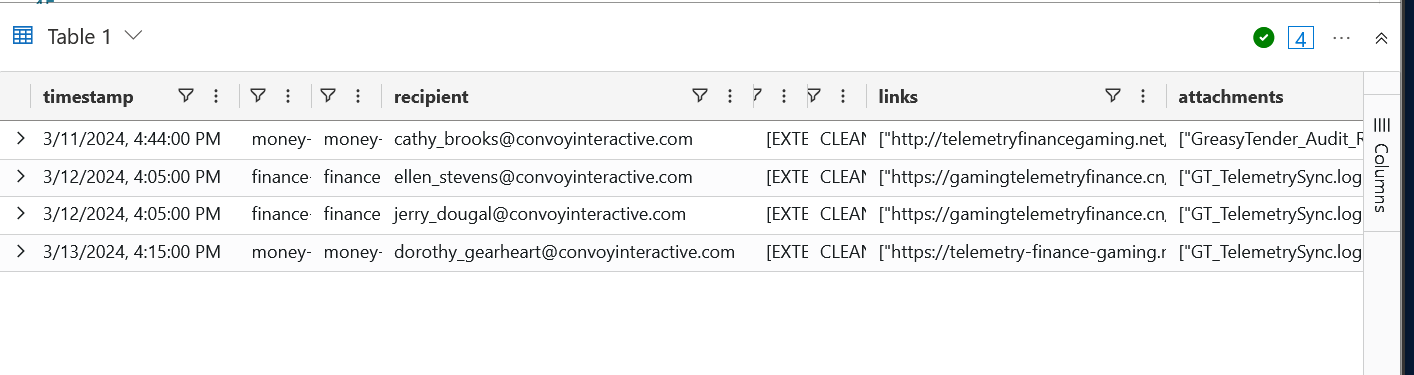 Table 1
4
timestamp recipient links attachments
3/11/2024, 4:44:00 PM money- money- cathy_brooks@convoyinteractive.com [EXTE CLEAN ["http://telemetryfinancegaming.net, ["GreasyTender_Audit_R
3/12/2024, 4:05:00 PM finance- finance ellen_stevens@convoyinteractive.com [EXTE CLEAN ["https://gamingtelemetryfinance.cn, ["GT_TelemetrySync.log
3/12/2024, 4:05:00 PM finance- finance jerry_dougal@convoyinteractive.com [EXTE CLEAN ["https://gamingtelemetryfinance.cn, ["GT_TelemetrySync.log
3/13/2024, 4:15:00 PM money- money- dorothy_gearheart@convoyinteractive.com [EXTE CLEAN ["https://telemetry-finance-gaming.r ["GT_TelemetrySync.log
Columns